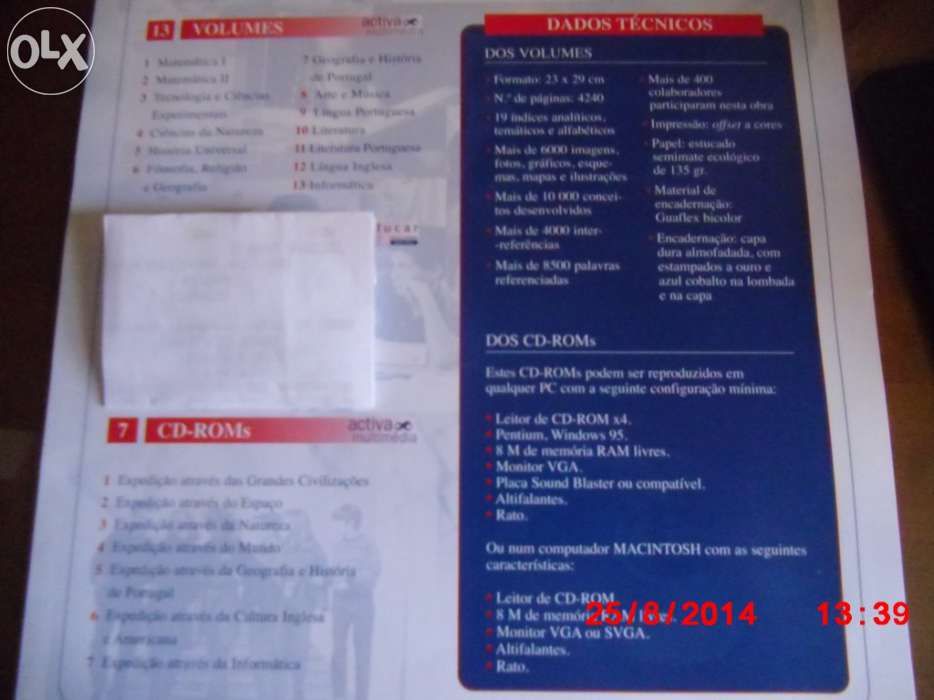 OLX
13 VOLUMES
activa
multimédia
1 Matemática I
2 Matemática II
3 Tecnologia e Ciências
Experimentais
4 Ciências da Natureza
5 História Universal
6 Filosofia, Religião
e Geografia
7 Geografia e História
de Portugal
8 Arte e Música
9 Língua Portuguesa
10 Literatura
11 Literatura Portuguesa
12 Língua Inglesa
13 Informática
ucar
7 CD-ROMs
activa
multimédia
1 Expedição através das Grandes Civilizações
2 Expedição através do Espaço
3 Expedição através da Natureza
4 Expedição através do Mundo
5 Expedição através da Geografia e História
de Portugal
6 Expedição através da Cultura Inglesa
e Americana
7 Expedição através da Informática
DADOS TÉCNICOS
DOS VOLUMES
Formato: 23 x 29 cm
N.º de páginas: 4240
19 índices analíticos,
temáticos e alfabéticos
Mais de 6000 imagens,
fotos, gráficos, esque-
mas, mapas e ilustrações
Mais de 10 000 concei-
tos desenvolvidos
Mais de 4000 inter-
-referências
Mais de 8500 palavras
referenciadas
Mais de 400
colaboradores
participaram nesta obra
Impressão: offset a cores
Papel: estucado
semimate ecológico
de 135 gr.
Material de
encadernação:
Guaflex bicolor
Encadernação: capa
dura almofadada, com
estampados a ouro e
azul cobalto na lombada
e na capa
DOS CD-ROMs
Estes CD-ROMs podem ser reproduzidos em
qualquer PC com a seguinte configuração mínima:
Leitor de CD-ROM x4.
Pentium, Windows 95.
8 M de memória RAM livres.
Monitor VGA.
Placa Sound Blaster ou compatível.
Altifalantes.
Rato.
Ou num computador MACINTOSH com as seguintes
características:
Leitor de CD-ROM
8 M de memória livres.
Monitor VGA ou SVGA.
Altifalantes.
Rato.
25/8/2014 13:39